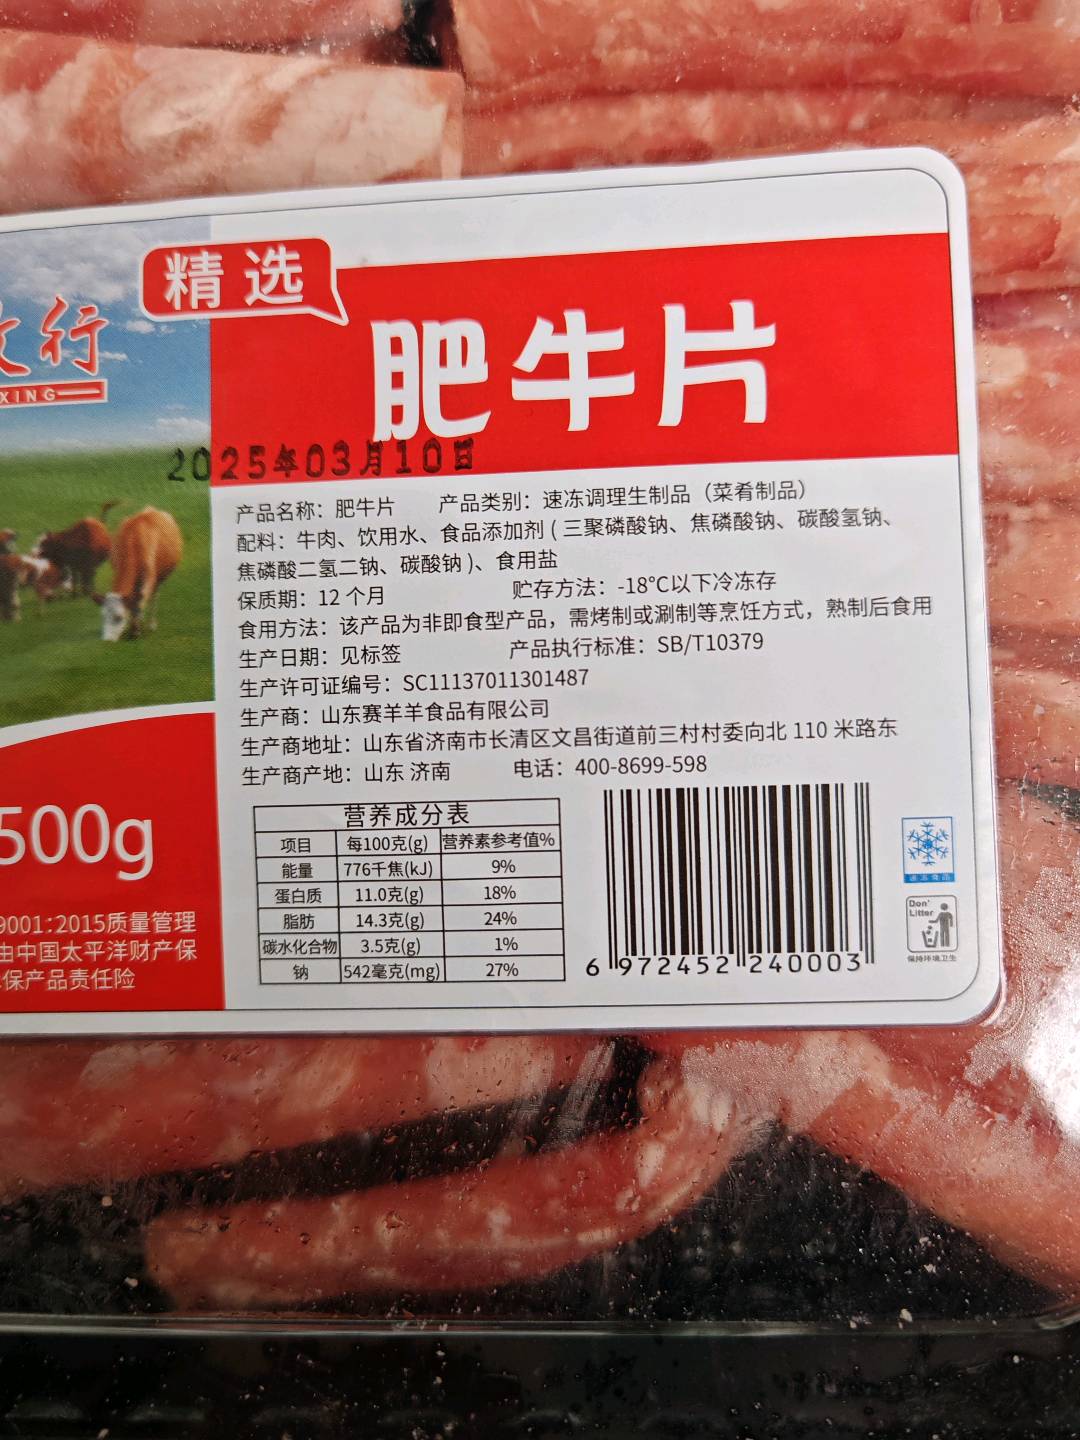 精选
行
XING
肥牛片
2025年03月10日
产品名称：肥牛片 产品类别：速冻调理生制品（菜肴制品）
配料：牛肉、饮用水、食品添加剂 ( 三聚磷酸钠、焦磷酸钠、碳酸氢钠、
焦磷酸二氢二钠、碳酸钠 )、食用盐
保质期：12 个月 贮存方法：-18℃以下冷冻存
食用方法：该产品为非即食型产品，需烤制或涮制等烹饪方式，熟制后食用
生产日期：见标签 产品执行标准：SB/T10379
生产许可证编号：SC11137011301487
生产商：山东赛羊羊食品有限公司
生产商地址：山东省济南市长清区文昌街道前三村村委向北 110 米路东
生产商产地：山东 济南 电话：400-8699-598
营养成分表
项目 每100克(g) 营养素参考值%
能量 776千焦(kJ) 9%
蛋白质 11.0克(g) 18%
脂肪 14.3克(g) 24%
碳水化合物 3.5克(g) 1%
钠 542毫克(mg) 27%
6 972452 240003
速冻食品
Don'
Litter
保持环境卫生
500g
9001:2015质量管理
由中国太平洋财产保
保产品责任险